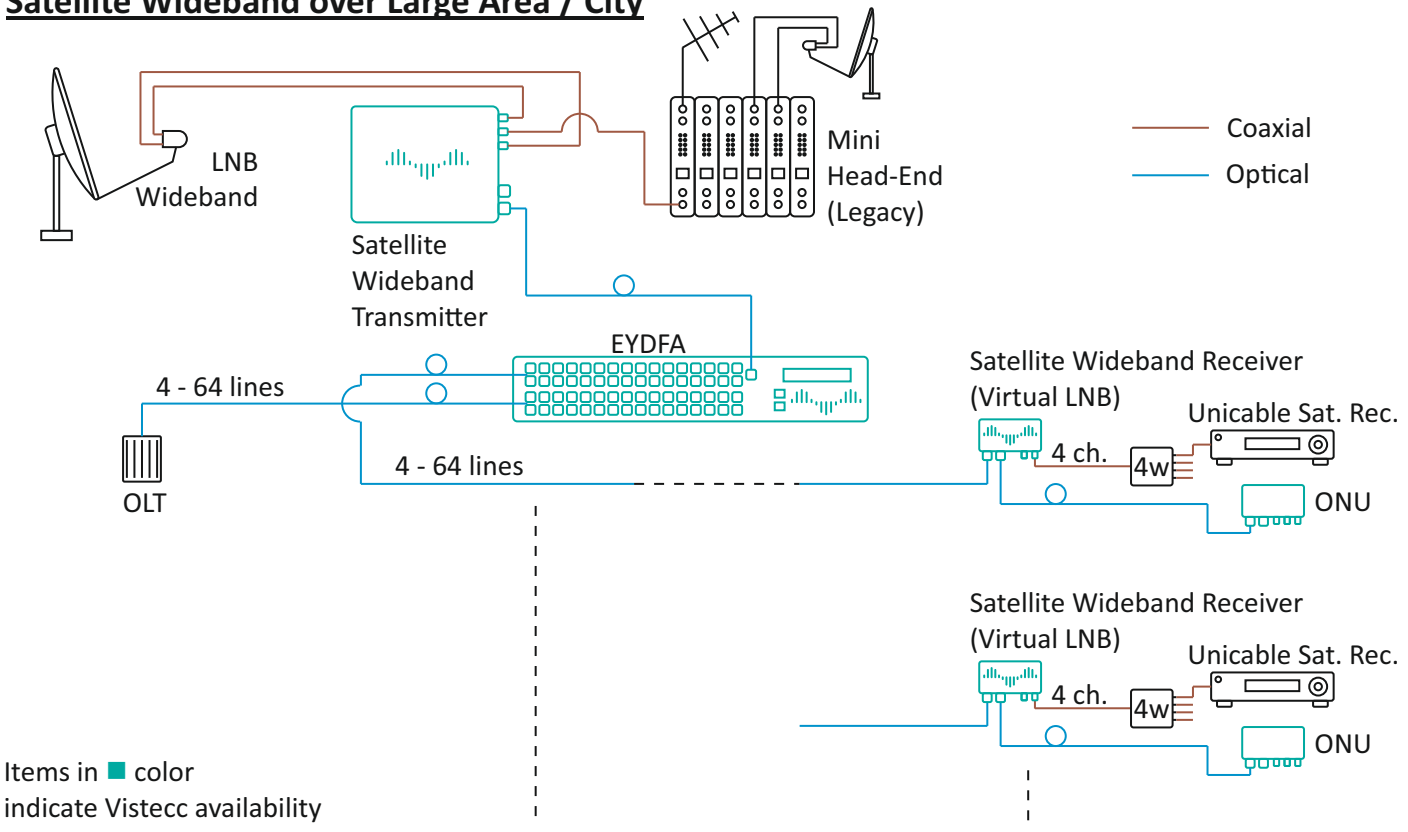 Satellite Wideband over Large Area / City
LNB
Wideband
Mini
Head-End
(Legacy)
Coaxial
Optical
Satellite
Wideband
Transmitter
EYDFA
4 - 64 lines
OLT
4 - 64 lines
Satellite Wideband Receiver
(Virtual LNB)
Unicable Sat. Rec.
4 ch.
4w
ONU
Satellite Wideband Receiver
(Virtual LNB)
Unicable Sat. Rec.
4 ch.
4w
ONU
Items in color
indicate Vistecc availability